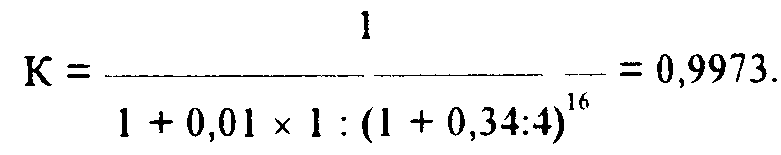 1
К = = 0,9973.
1 + 0,01 × 1 : (1 + 0,34:4)^16